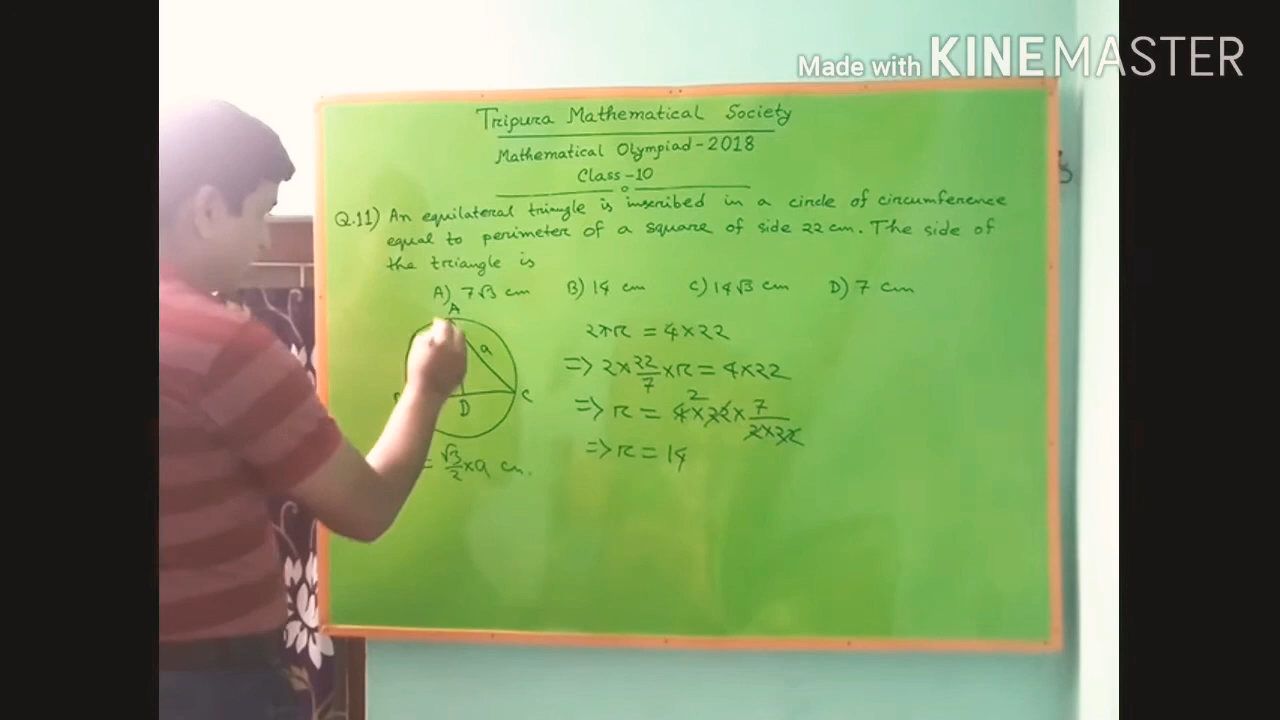 Made with KINEMASTER
Tripura Mathematical Society
Mathematical Olympiad - 2018
Class - 10
Q.11) An equilateral triangle is inscribed in a circle of circumference
equal to perimeter of a square of side 22 cm. The side of
the triangle is
A) 7√3 cm B) 14 cm C) 14√3 cm D) 7 cm
A
a
C
D
= √3/2 × a cm.
2πr = 4×22
=> 2×22/7×r = 4×22
=> r = 4×22×7/2×22
2
=> r = 14